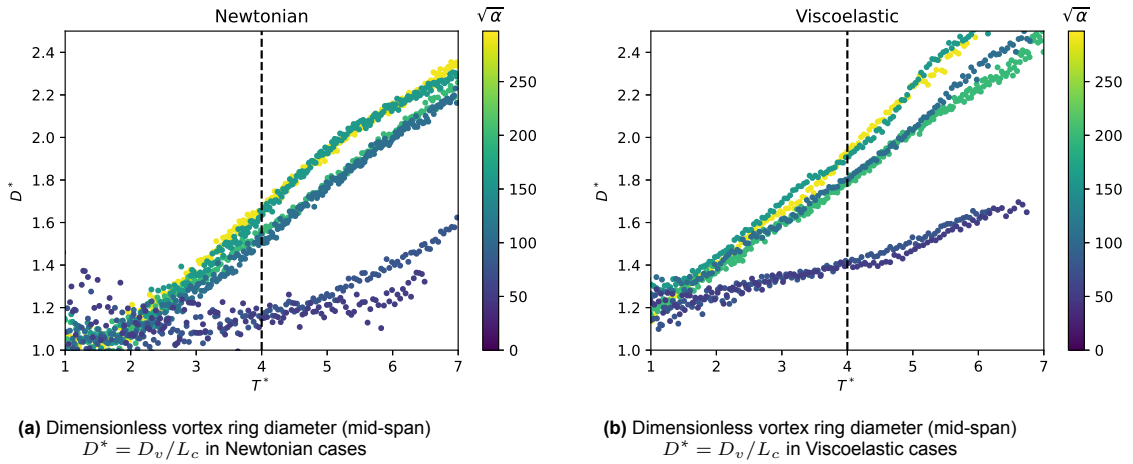 Newtonian
√α
2.4
2.2
2.0
1.8
1.6
1.4
1.2
1.0
D*
1 2 3 4 5 6 7
T*
250
200
150
100
50
0
Viscoelastic
√α
2.4
2.2
2.0
1.8
1.6
1.4
1.2
1.0
D*
1 2 3 4 5 6 7
T*
250
200
150
100
50
0
(a) Dimensionless vortex ring diameter (mid-span)
D* = Dᵥ/L_c in Newtonian cases
(b) Dimensionless vortex ring diameter (mid-span)
D* = Dᵥ/L_c in Viscoelastic cases